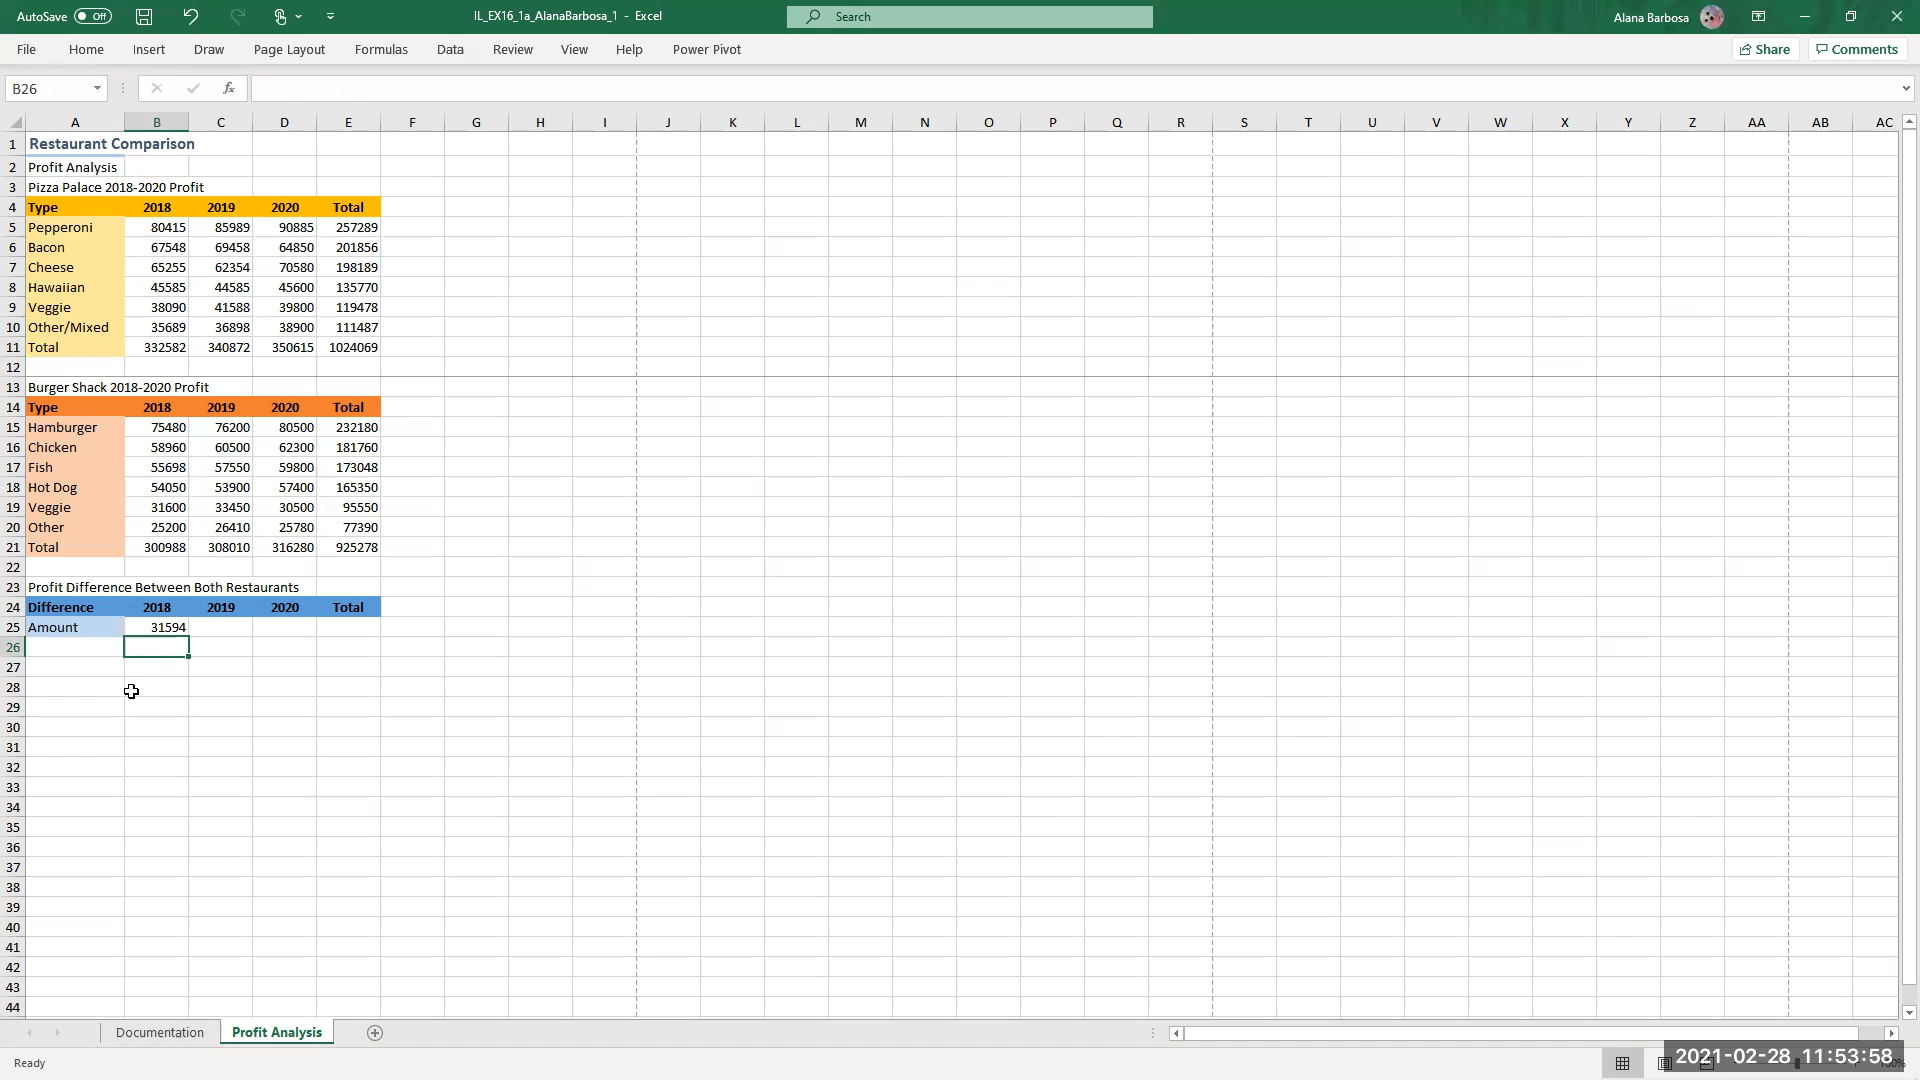 AutoSave Off IL_EX16_1a_AlanaBarbosa_1 - Excel Search Alana Barbosa
File Home Insert Draw Page Layout Formulas Data Review View Help Power Pivot Share Comments
B26 fx
A B C D E F G H I J K L M N O P Q R S T U V W X Y Z AA AB AC
1 Restaurant Comparison
2 Profit Analysis
3 Pizza Palace 2018-2020 Profit
4 Type 2018 2019 2020 Total
5 Pepperoni 80415 85989 90885 257289
6 Bacon 67548 69458 64850 201856
7 Cheese 65255 62354 70580 198189
8 Hawaiian 45585 44585 45600 135770
9 Veggie 38090 41588 39800 119478
10 Other/Mixed 35689 36898 38900 111487
11 Total 332582 340872 350615 1024069
12
13 Burger Shack 2018-2020 Profit
14 Type 2018 2019 2020 Total
15 Hamburger 75480 76200 80500 232180
16 Chicken 58960 60500 62300 181760
17 Fish 55698 57550 59800 173048
18 Hot Dog 54050 53900 57400 165350
19 Veggie 31600 33450 30500 95550
20 Other 25200 26410 25780 77390
21 Total 300988 308010 316280 925278
22
23 Profit Difference Between Both Restaurants
24 Difference 2018 2019 2020 Total
25 Amount 31594
26
27
28
29
30
31
32
33
34
35
36
37
38
39
40
41
42
43
44
Documentation Profit Analysis
Ready 2021-02-28 11:53:58